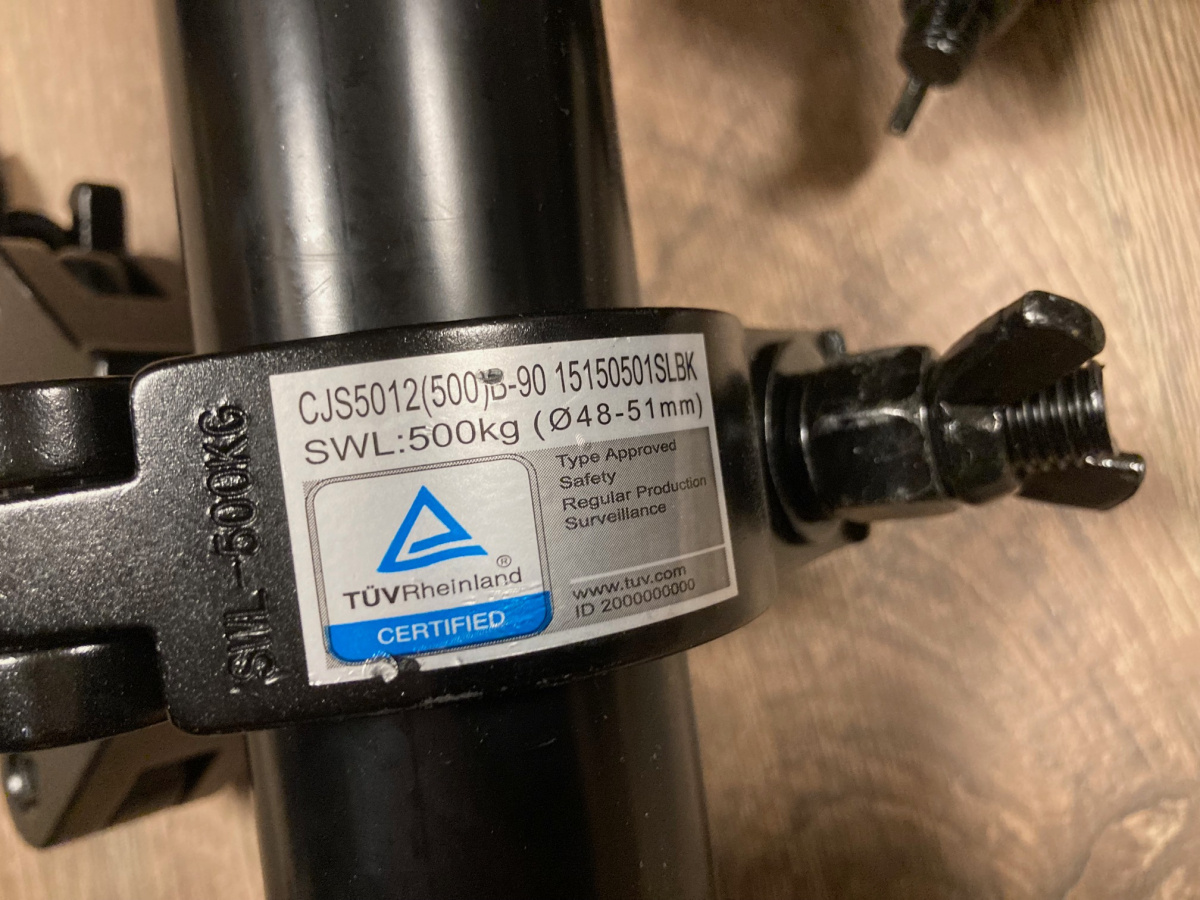 CJS5012(500)B-90 15150501SLBK
SWL:500kg (Ø48-51mm)
TÜVRheinland®
CERTIFIED
Type Approved
Safety
Regular Production
Surveillance
www.tuv.com
ID 2000000000
SWL-500KG